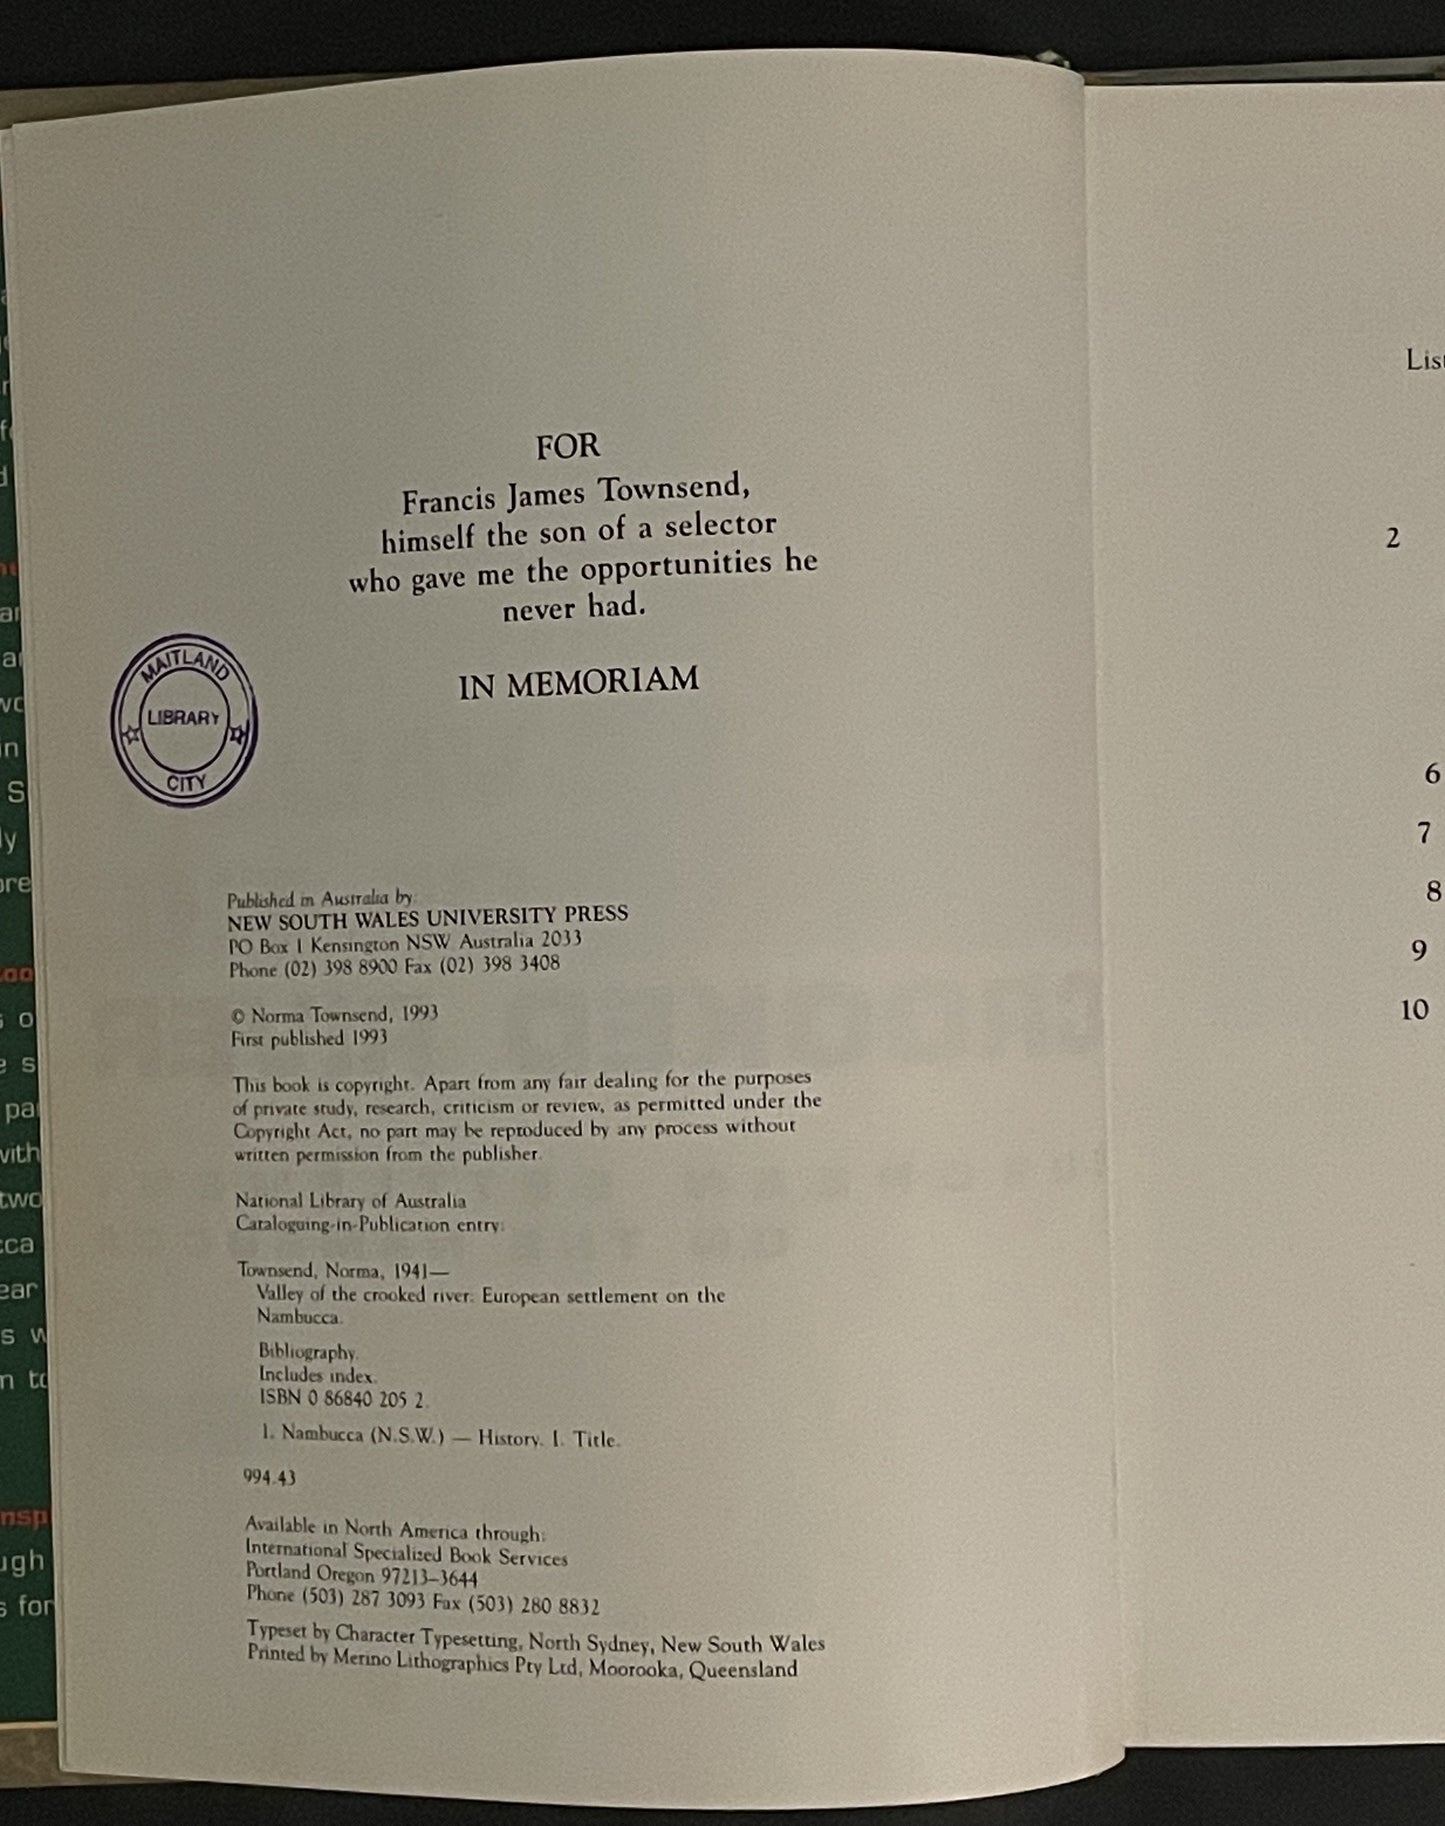 FOR
Francis James Townsend,
himself the son of a selector
who gave me the opportunities he
never had.
IN MEMORIAM
MAITLAND
LIBRARY
CITY
Published in Australia by:
NEW SOUTH WALES UNIVERSITY PRESS
PO Box 1 Kensington NSW Australia 2033
Phone (02) 398 8900 Fax (02) 398 3408
© Norma Townsend, 1993
First published 1993
This book is copyright. Apart from any fair dealing for the purposes
of private study, research, criticism or review, as permitted under the
Copyright Act, no part may be reproduced by any process without
written permission from the publisher.
National Library of Australia
Cataloguing-in-Publication entry:
Townsend, Norma, 1941—
Valley of the crooked river: European settlement on the
Nambucca.
Bibliography.
Includes index.
ISBN 0 86840 205 2.
1. Nambucca (N.S.W.) — History. I. Title.
994.43
Available in North America through:
International Specialized Book Services
Portland Oregon 97213–3644
Phone (503) 287 3093 Fax (503) 280 8832
Typeset by Character Typesetting, North Sydney, New South Wales
Printed by Merino Lithographics Pty Ltd, Moorooka, Queensland
2
6
7
8
9
10